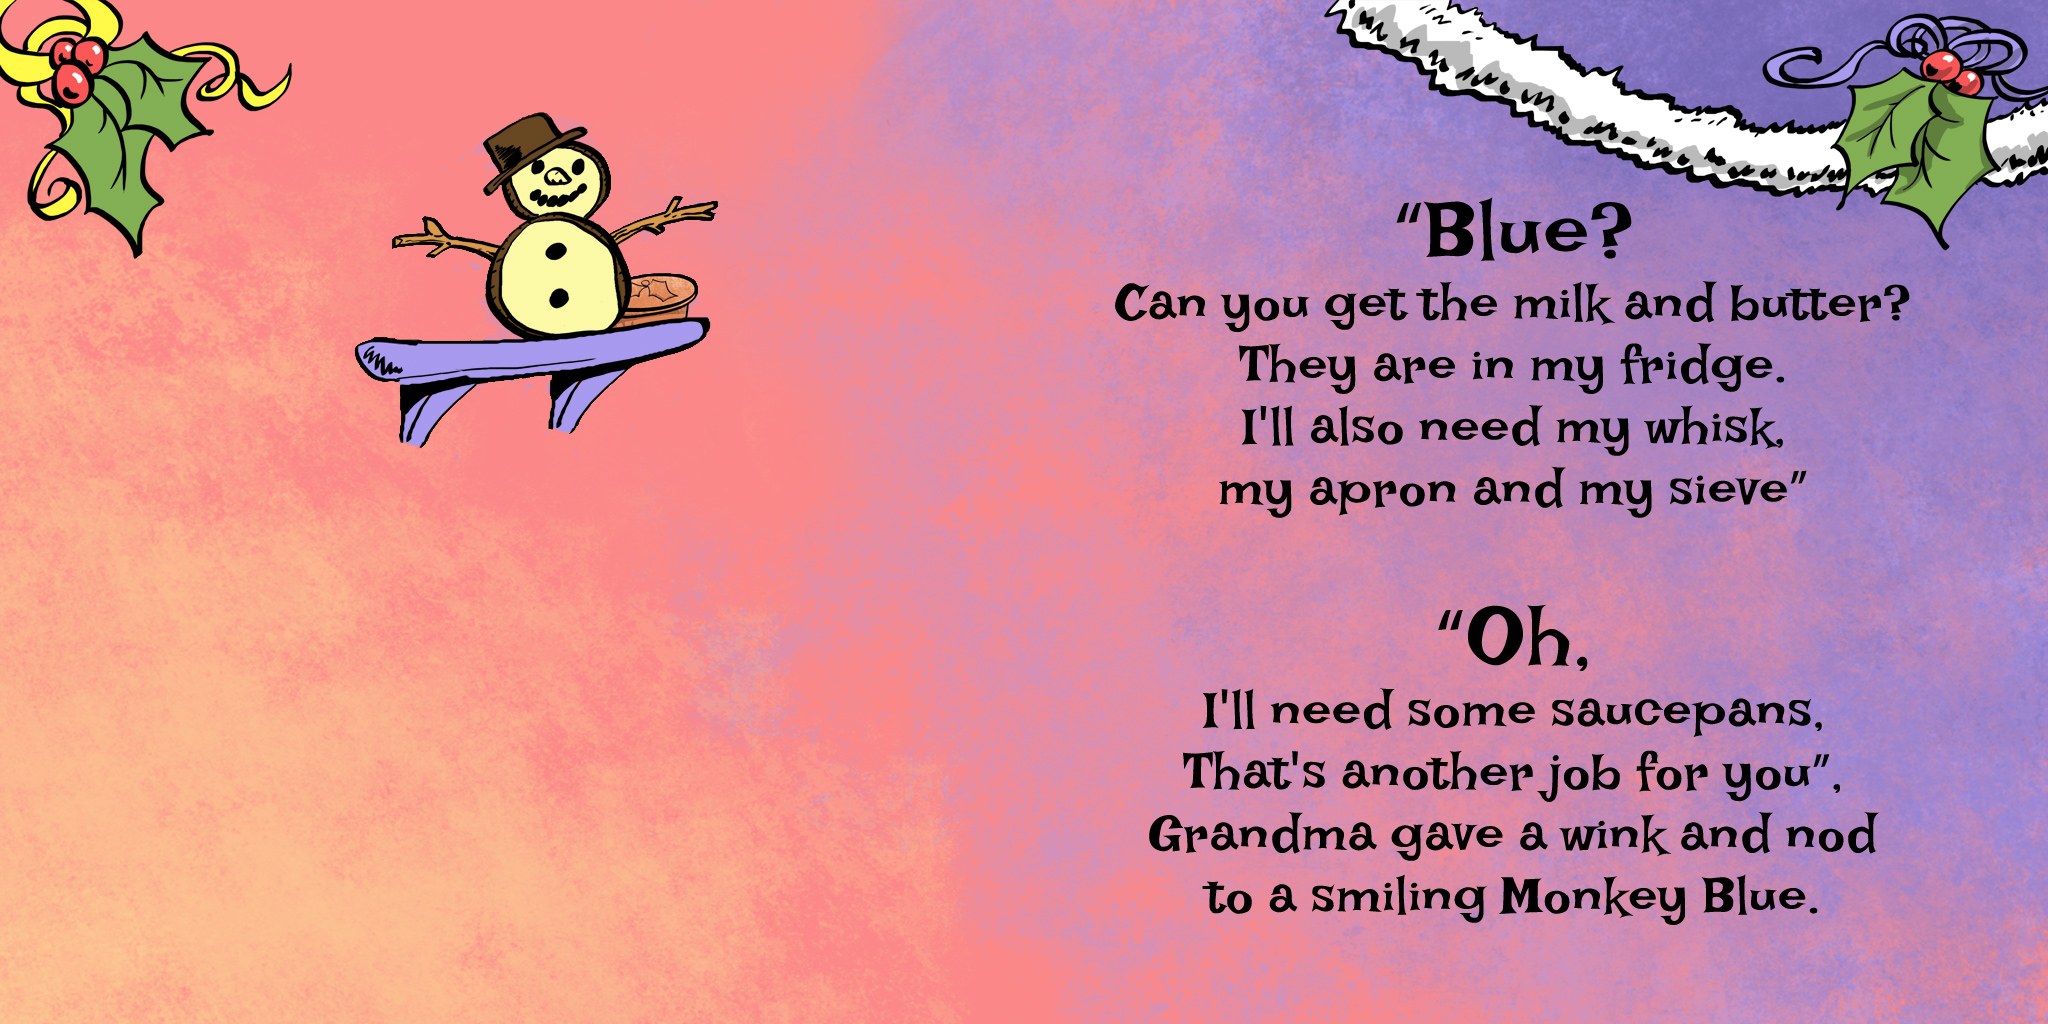 “Blue?
Can you get the milk and butter?
They are in my fridge.
I'll also need my whisk,
my apron and my sieve”
“Oh,
I'll need some saucepans,
That's another job for you”,
Grandma gave a wink and nod
to a smiling Monkey Blue.